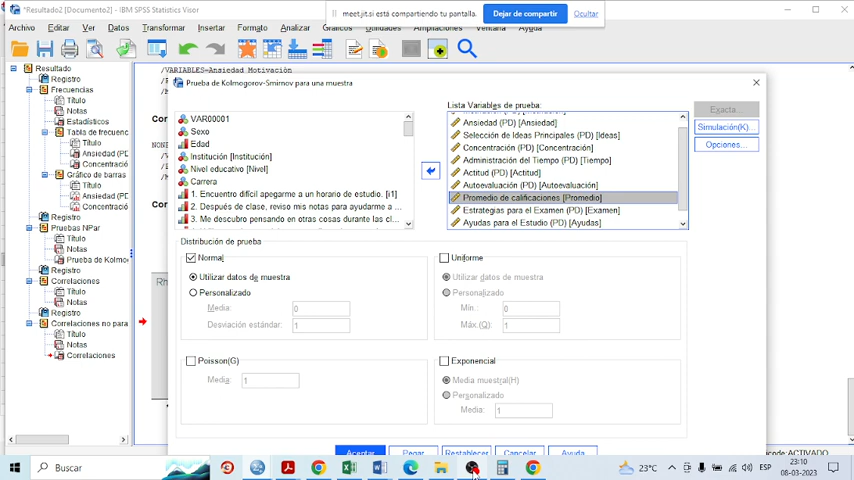 *Resultado2 [Documento2] - IBM SPSS Statistics Visor
meet.jit.si está compartiendo tu pantalla.
Dejar de compartir
Ocultar
Archivo Editar Ver Datos Transformar Insertar Formato Analizar Gráficos Utilidades Ampliaciones Ventana Ayuda
Resultado
Registro
Frecuencias
Título
Notas
Estadísticos
Tabla de frecuenc
Título
Ansiedad (PD
Concentració
Gráfico de barras
Título
Ansiedad (PD
Concentració
Registro
Pruebas NPar
Título
Notas
Prueba de Kolmo
Registro
Correlaciones
Título
Notas
Registro
Correlaciones no para
Título
Notas
Correlaciones
/VARIABLES=Ansiedad Motivación
Prueba de Kolmogorov-Smirnov para una muestra
VAR00001
Sexo
Edad
Institución [Institución]
Nivel educativo [Nivel]
Carrera
1. Encuentro difícil apegarme a un horario de estudio. [i1]
2. Después de clase, reviso mis notas para ayudarme a ...
3. Me descubro pensando en otras cosas durante las cl...
Lista Variables de prueba:
Ansiedad (PD) [Ansiedad]
Selección de Ideas Principales (PD) [Ideas]
Concentración (PD) [Concentración]
Administración del Tiempo (PD) [Tiempo]
Actitud (PD) [Actitud]
Autoevaluación (PD) [Autoevaluación]
Promedio de calificaciones [Promedio]
Estrategias para el Examen (PD) [Examen]
Ayudas para el Estudio (PD) [Ayudas]
Exacta...
Simulación(K)...
Opciones...
Distribución de prueba
Normal
Utilizar datos de muestra
Personalizado
Media: 0
Desviación estándar: 1
Uniforme
Utilizar datos de muestra
Personalizado
Mín.: 0
Máx.(Q): 1
Poisson(G)
Media: 1
Exponencial
Media muestral(H)
Personalizado
Media: 1
Aceptar Pegar Restablecer Cancelar Ayuda
code:ACTIVADO
Buscar
23°C
ESP
23:10
08-03-2023